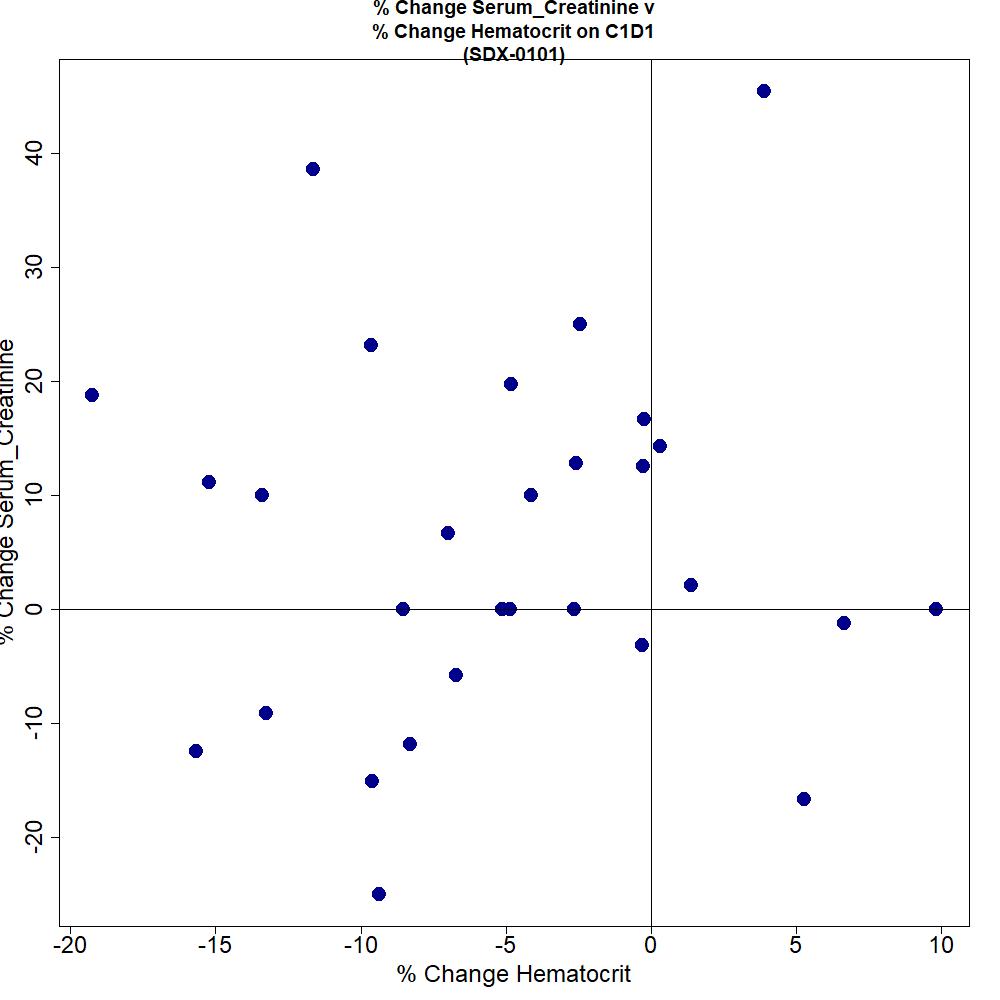 % Change Serum_Creatinine v
% Change Hematocrit on C1D1
(SDX-0101)
% Change Serum_Creatinine
40
30
20
10
0
-10
-20
-20 -15 -10 -5 0 5 10
% Change Hematocrit